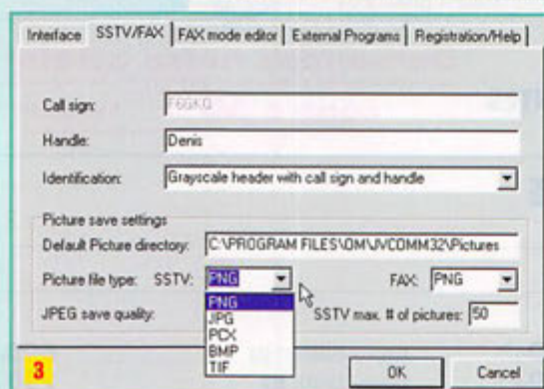 Interface SSTV/FAX FAX mode editor External Programs Registration/Help
Call sign: F6GKQ
Handle: Denis
Identification: Grayscale header with call sign and handle
Picture save settings
Default Picture directory: C:\PROGRAM FILES\OM\JVCOMM32\Pictures
Picture file type: SSTV: PNG FAX: PNG
PNG
JPEG save quality: JPG SSTV max. # of pictures: 50
PCX
BMP
TIF
3 OK Cancel